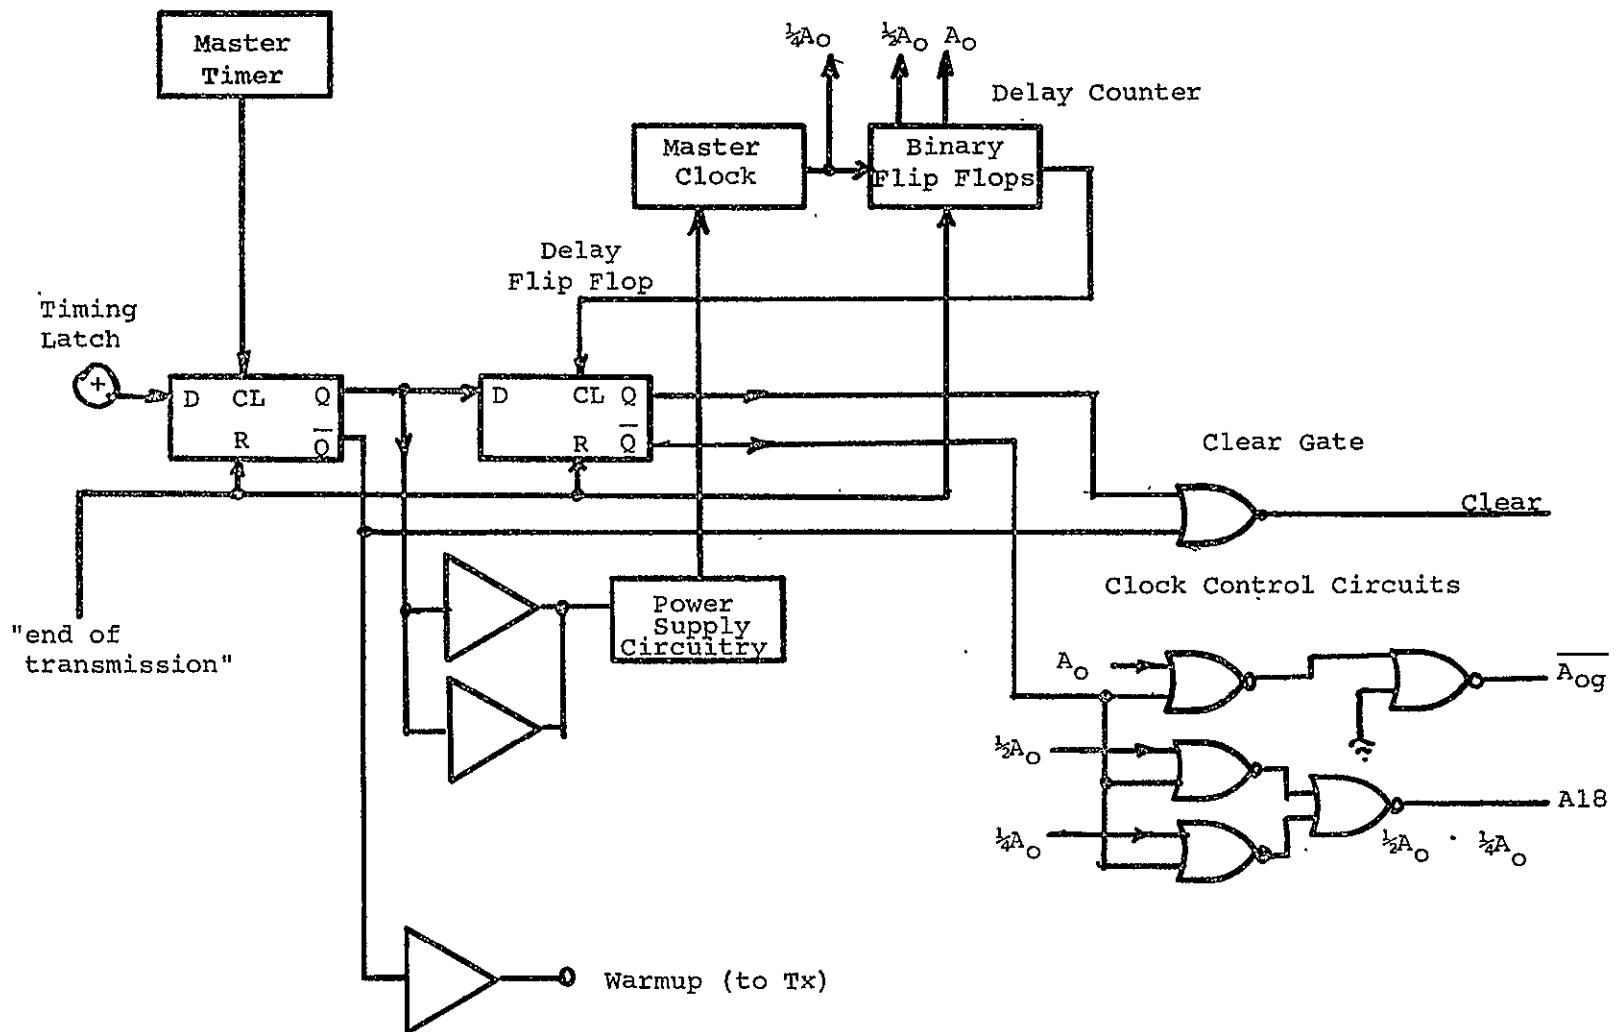 Master
Timer
¼A₀
½A₀
A₀
Delay Counter
Master
Clock
Binary
Flip Flops
Delay
Flip Flop
Timing
Latch
+
D
CL
Q
R
Q̅
D
CL
Q
R
Q̅
Clear Gate
Clear
"end of
transmission"
Power
Supply
Circuitry
Clock Control Circuits
A₀
A̅o̅g̅
½A₀
A18
¼A₀
½A₀ · ¼A₀
Warmup (to Tx)